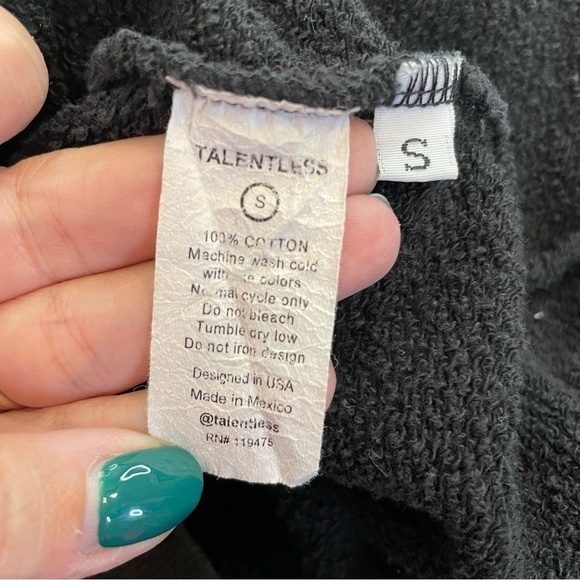 TALENTLESS
S
100% COTTON
Machine wash cold
with colors
Normal cycle only
Do not bleach
Tumble dry low
Do not iron design
Designed in USA
Made in Mexico
@talentless
RN# 119475
S